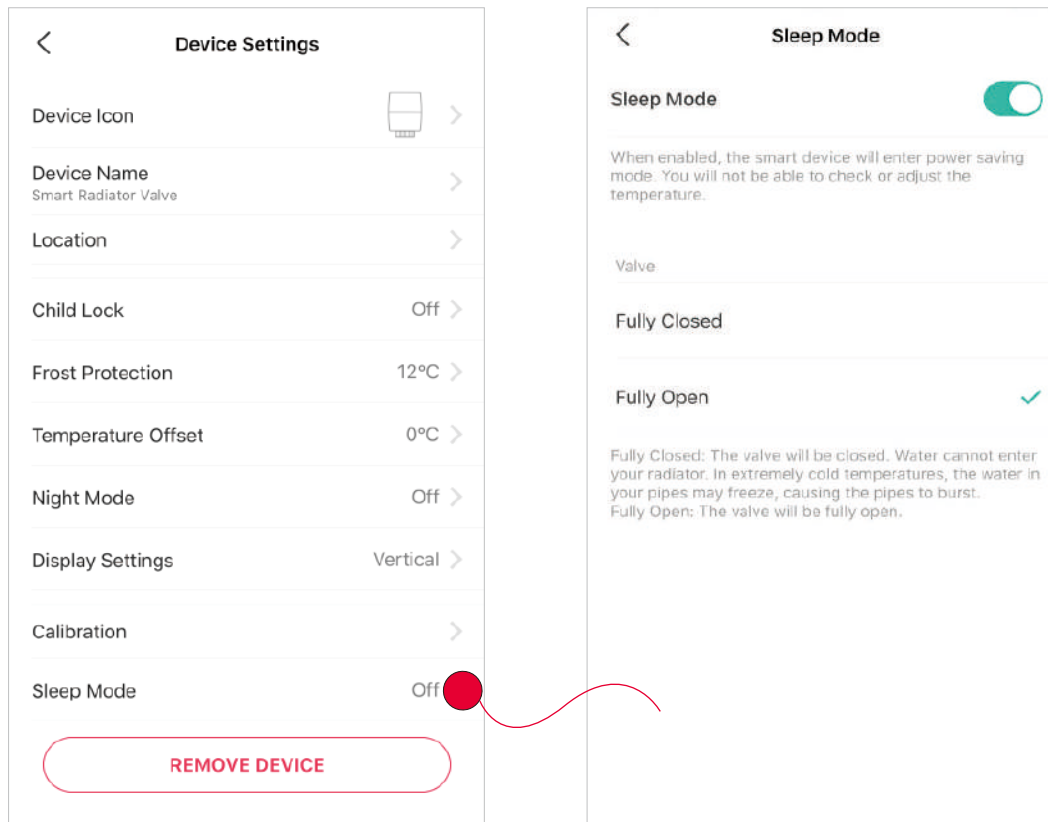 Device Settings
Device Icon
Device Name
Smart Radiator Valve
Location
Child Lock Off
Frost Protection 12°C
Temperature Offset 0°C
Night Mode Off
Display Settings Vertical
Calibration
Sleep Mode Off
REMOVE DEVICE
Sleep Mode
Sleep Mode
When enabled, the smart device will enter power saving
mode. You will not be able to check or adjust the
temperature.
Valve
Fully Closed
Fully Open
Fully Closed: The valve will be closed. Water cannot enter
your radiator. In extremely cold temperatures, the water in
your pipes may freeze, causing the pipes to burst.
Fully Open: The valve will be fully open.